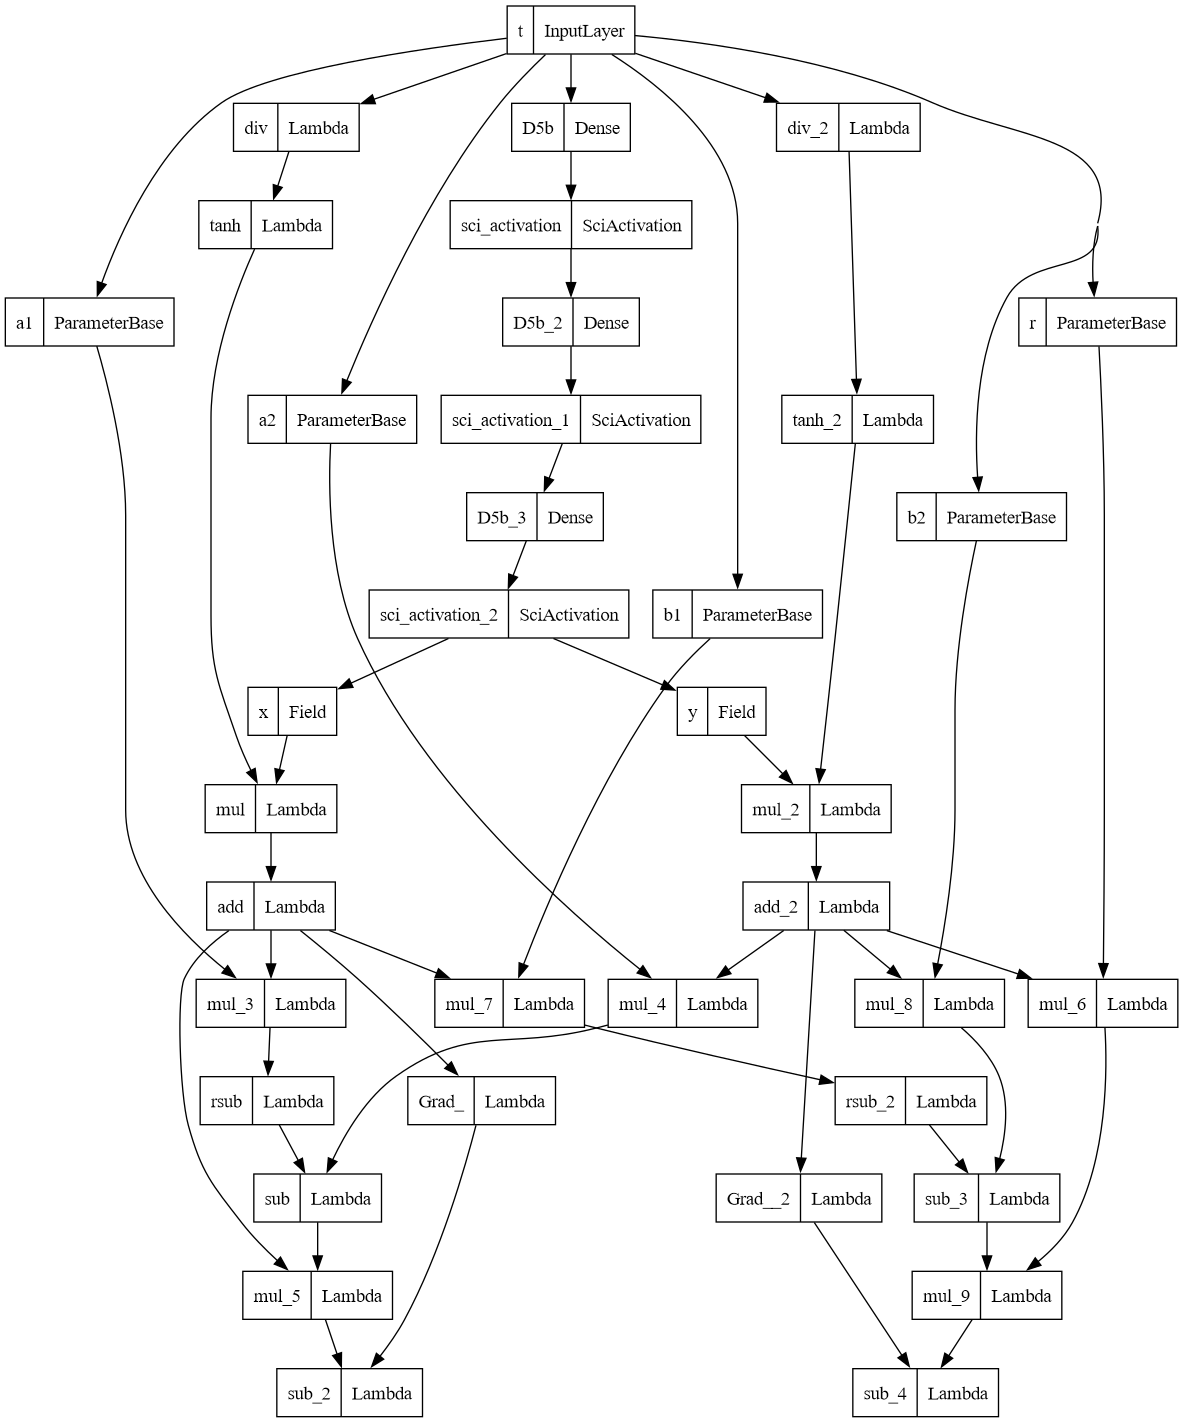 t InputLayer
div Lambda
D5b Dense
div_2 Lambda
tanh Lambda
sci_activation SciActivation
a1 ParameterBase
D5b_2 Dense
r ParameterBase
a2 ParameterBase
sci_activation_1 SciActivation
tanh_2 Lambda
D5b_3 Dense
b2 ParameterBase
sci_activation_2 SciActivation
b1 ParameterBase
x Field
y Field
mul Lambda
mul_2 Lambda
add Lambda
add_2 Lambda
mul_3 Lambda
mul_7 Lambda
mul_4 Lambda
mul_8 Lambda
mul_6 Lambda
rsub Lambda
Grad_ Lambda
rsub_2 Lambda
sub Lambda
Grad__2 Lambda
sub_3 Lambda
mul_5 Lambda
mul_9 Lambda
sub_2 Lambda
sub_4 Lambda